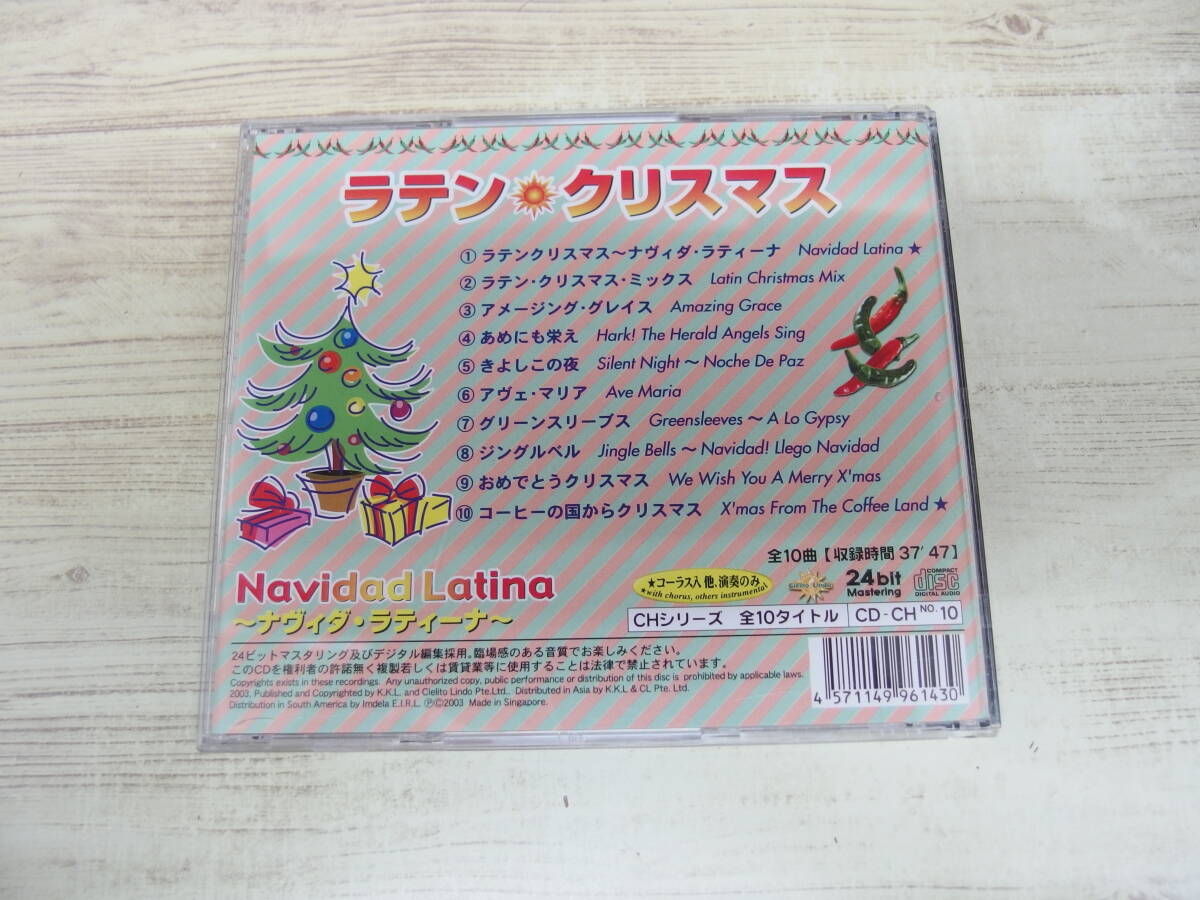 ラテン クリスマス
① ラテンクリスマス〜ナヴィダ・ラティーナ Navidad Latina ★
② ラテン・クリスマス・ミックス Latin Christmas Mix
③ アメージング・グレイス Amazing Grace
④ あめにも栄え Hark! The Herald Angels Sing
⑤ きよしこの夜 Silent Night 〜 Noche De Paz
⑥ アヴェ・マリア Ave Maria
⑦ グリーンスリーブス Greensleeves 〜 A Lo Gypsy
⑧ ジングルベル Jingle Bells 〜 Navidad! Llego Navidad
⑨ おめでとうクリスマス We Wish You A Merry X'mas
⑩ コーヒーの国からクリスマス X'mas From The Coffee Land ★
全10曲【収録時間 37' 47】
Navidad Latina
〜ナヴィダ・ラティーナ〜
★コーラス入 他、演奏のみ
★with chorus, others instrumental
Cielito Lindo
24bit
Mastering
COMPACT
disc
DIGITAL AUDIO
CHシリーズ 全10タイトル
CD-CH NO. 10
24ビットマスタリング及びデジタル編集採用。臨場感のある音質でお楽しみください。
このCDを権利者の許諾無く複製若しくは賃貸業等に使用することは法律で禁止されています。
Copyrights exists in these recordings. Any unauthorized copy, public performance or distribution of this disc is prohibited by applicable laws.
2003. Published and Copyrighted by K.K.L. and Cielito Lindo Pte.Ltd.. Distributed in Asia by K.K.L & CL Pte. Ltd.
Distribution in South America by Imdela E.I.R.L. ℗©2003 Made in Singapore.
4 571149 961430